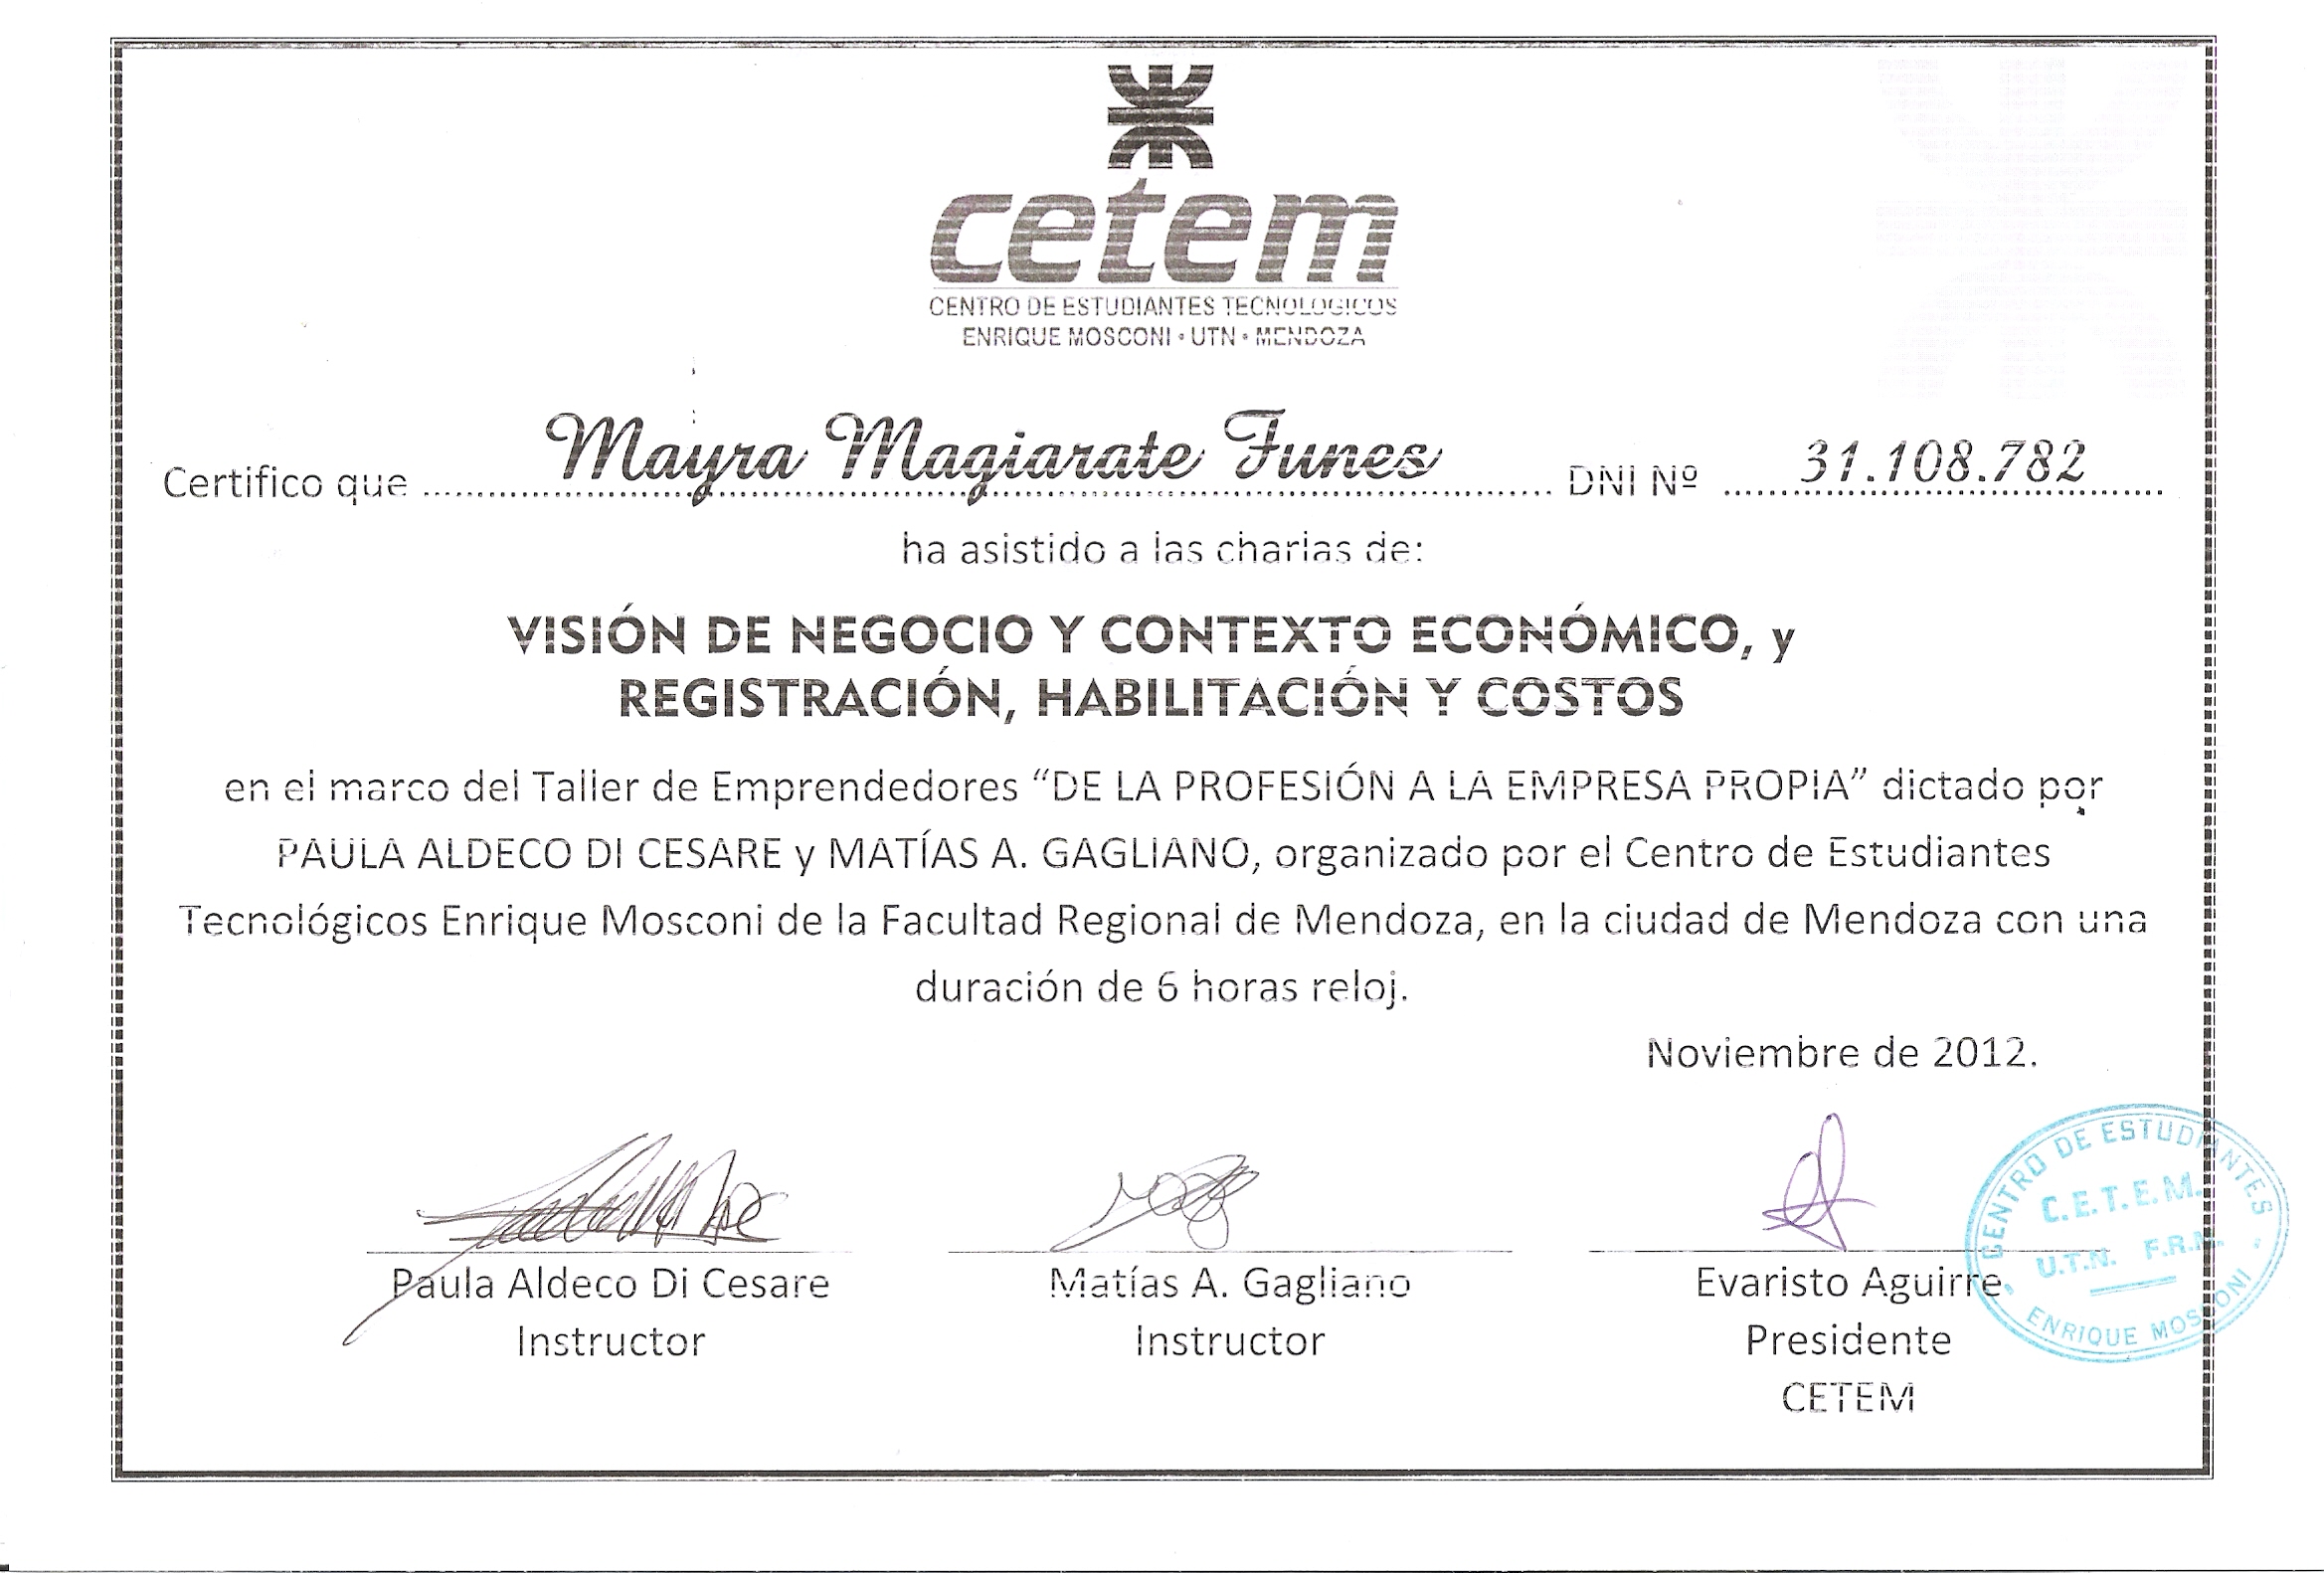 cetem
CENTRO DE ESTUDIANTES TECNOLOGICOS
ENRIQUE MOSCONI • UTN • MENDOZA
Certifico que Mayra Magiarate Funes DNI Nº 31.108.782
ha asistido a las charlas de:
VISIÓN DE NEGOCIO Y CONTEXTO ECONÓMICO, y
REGISTRACIÓN, HABILITACIÓN Y COSTOS
en el marco del Taller de Emprendedores “DE LA PROFESIÓN A LA EMPRESA PROPIA” dictado por
PAULA ALDECO DI CESARE y MATÍAS A. GAGLIANO, organizado por el Centro de Estudiantes
Tecnológicos Enrique Mosconi de la Facultad Regional de Mendoza, en la ciudad de Mendoza con una
duración de 6 horas reloj.
Noviembre de 2012.
Paula Aldeco Di Cesare
Instructor
Matías A. Gagliano
Instructor
Evaristo Aguirre
Presidente
CETEM
CENTRO DE ESTUDIANTES
C.E.T.E.M.
U.T.N. F.R.M.
ENRIQUE MOSCONI